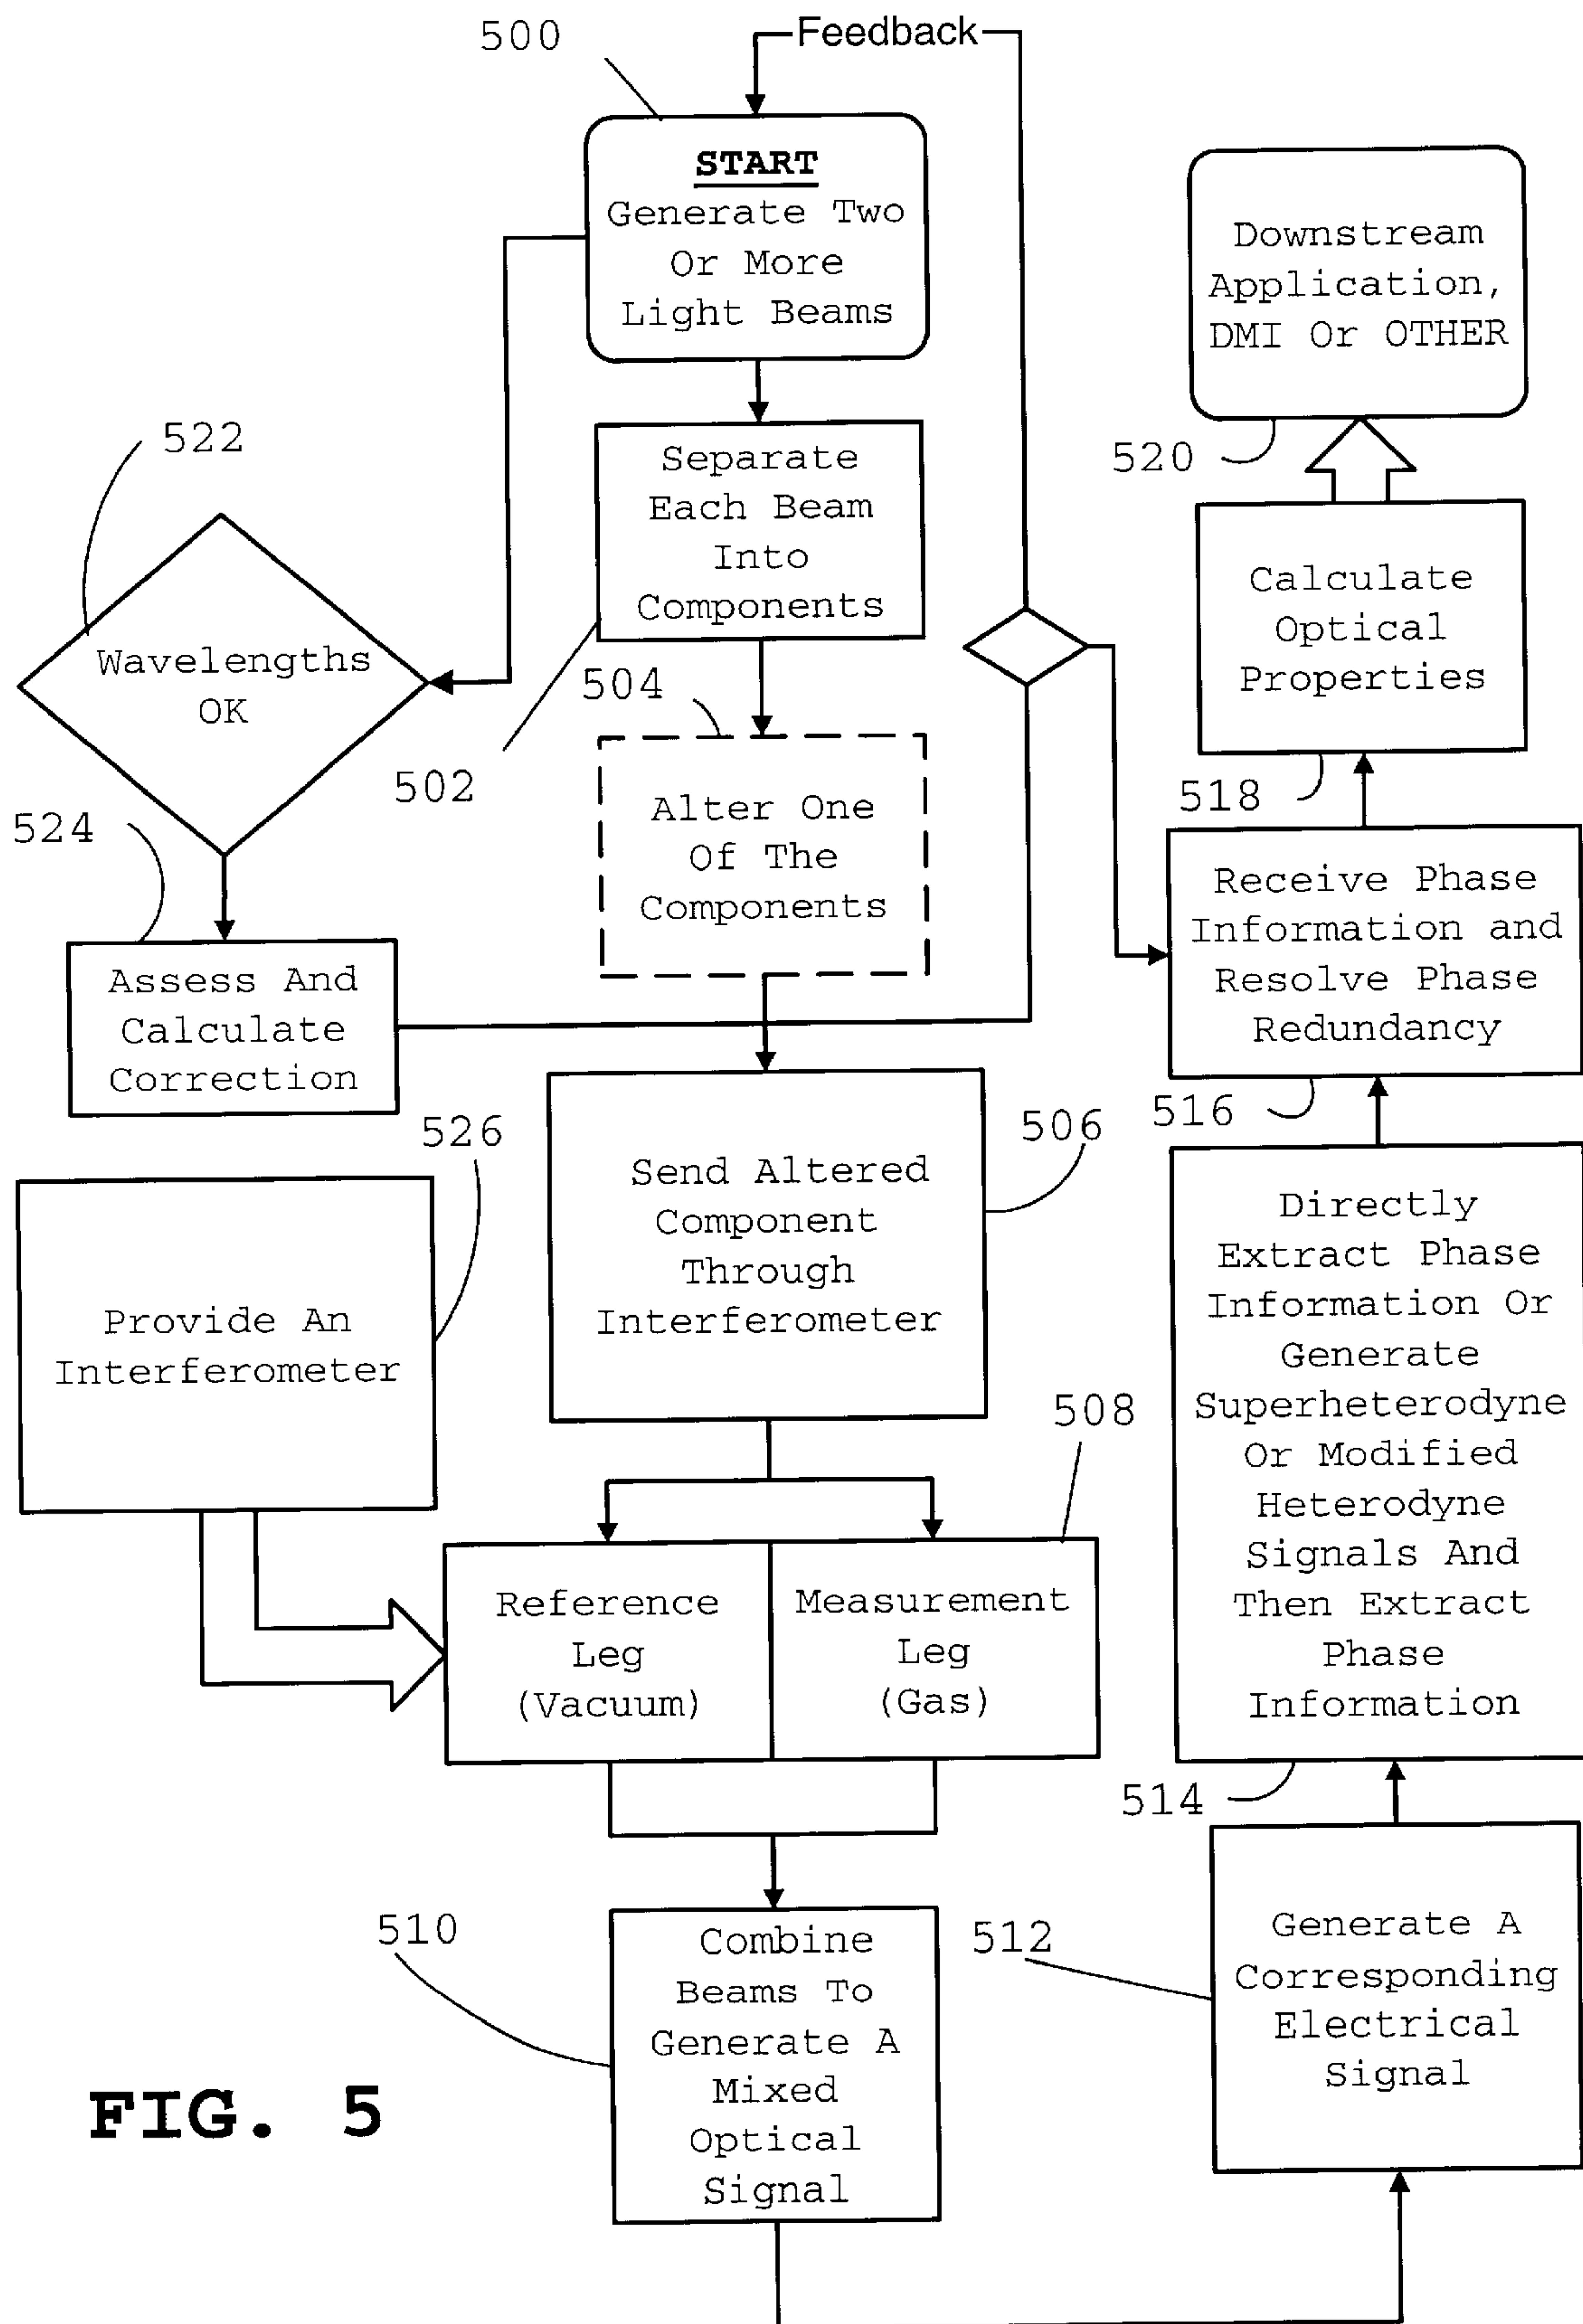 500
Feedback
START
Generate Two
Or More
Light Beams
Separate
Each Beam
Into
Components
502
504
Alter One
Of The
Components
522
Wavelengths
OK
524
Assess And
Calculate
Correction
526
Provide An
Interferometer
506
Send Altered
Component
Through
Interferometer
508
Reference
Leg
(Vacuum)
Measurement
Leg
(Gas)
510
Combine
Beams To
Generate A
Mixed
Optical
Signal
512
Generate A
Corresponding
Electrical
Signal
514
Directly
Extract Phase
Information Or
Generate
Superheterodyne
Or Modified
Heterodyne
Signals And
Then Extract
Phase
Information
516
Receive Phase
Information and
Resolve Phase
Redundancy
518
Calculate
Optical
Properties
520
Downstream
Application,
DMI Or OTHER
FIG. 5